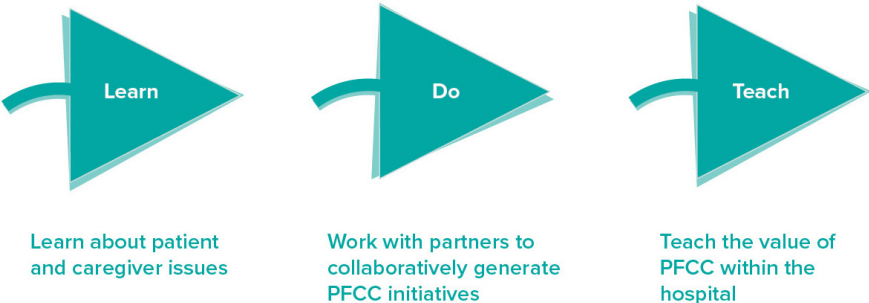 Learn
Do
Teach
Learn about patient
and caregiver issues
Work with partners to
collaboratively generate
PFCC initiatives
Teach the value of
PFCC within the
hospital